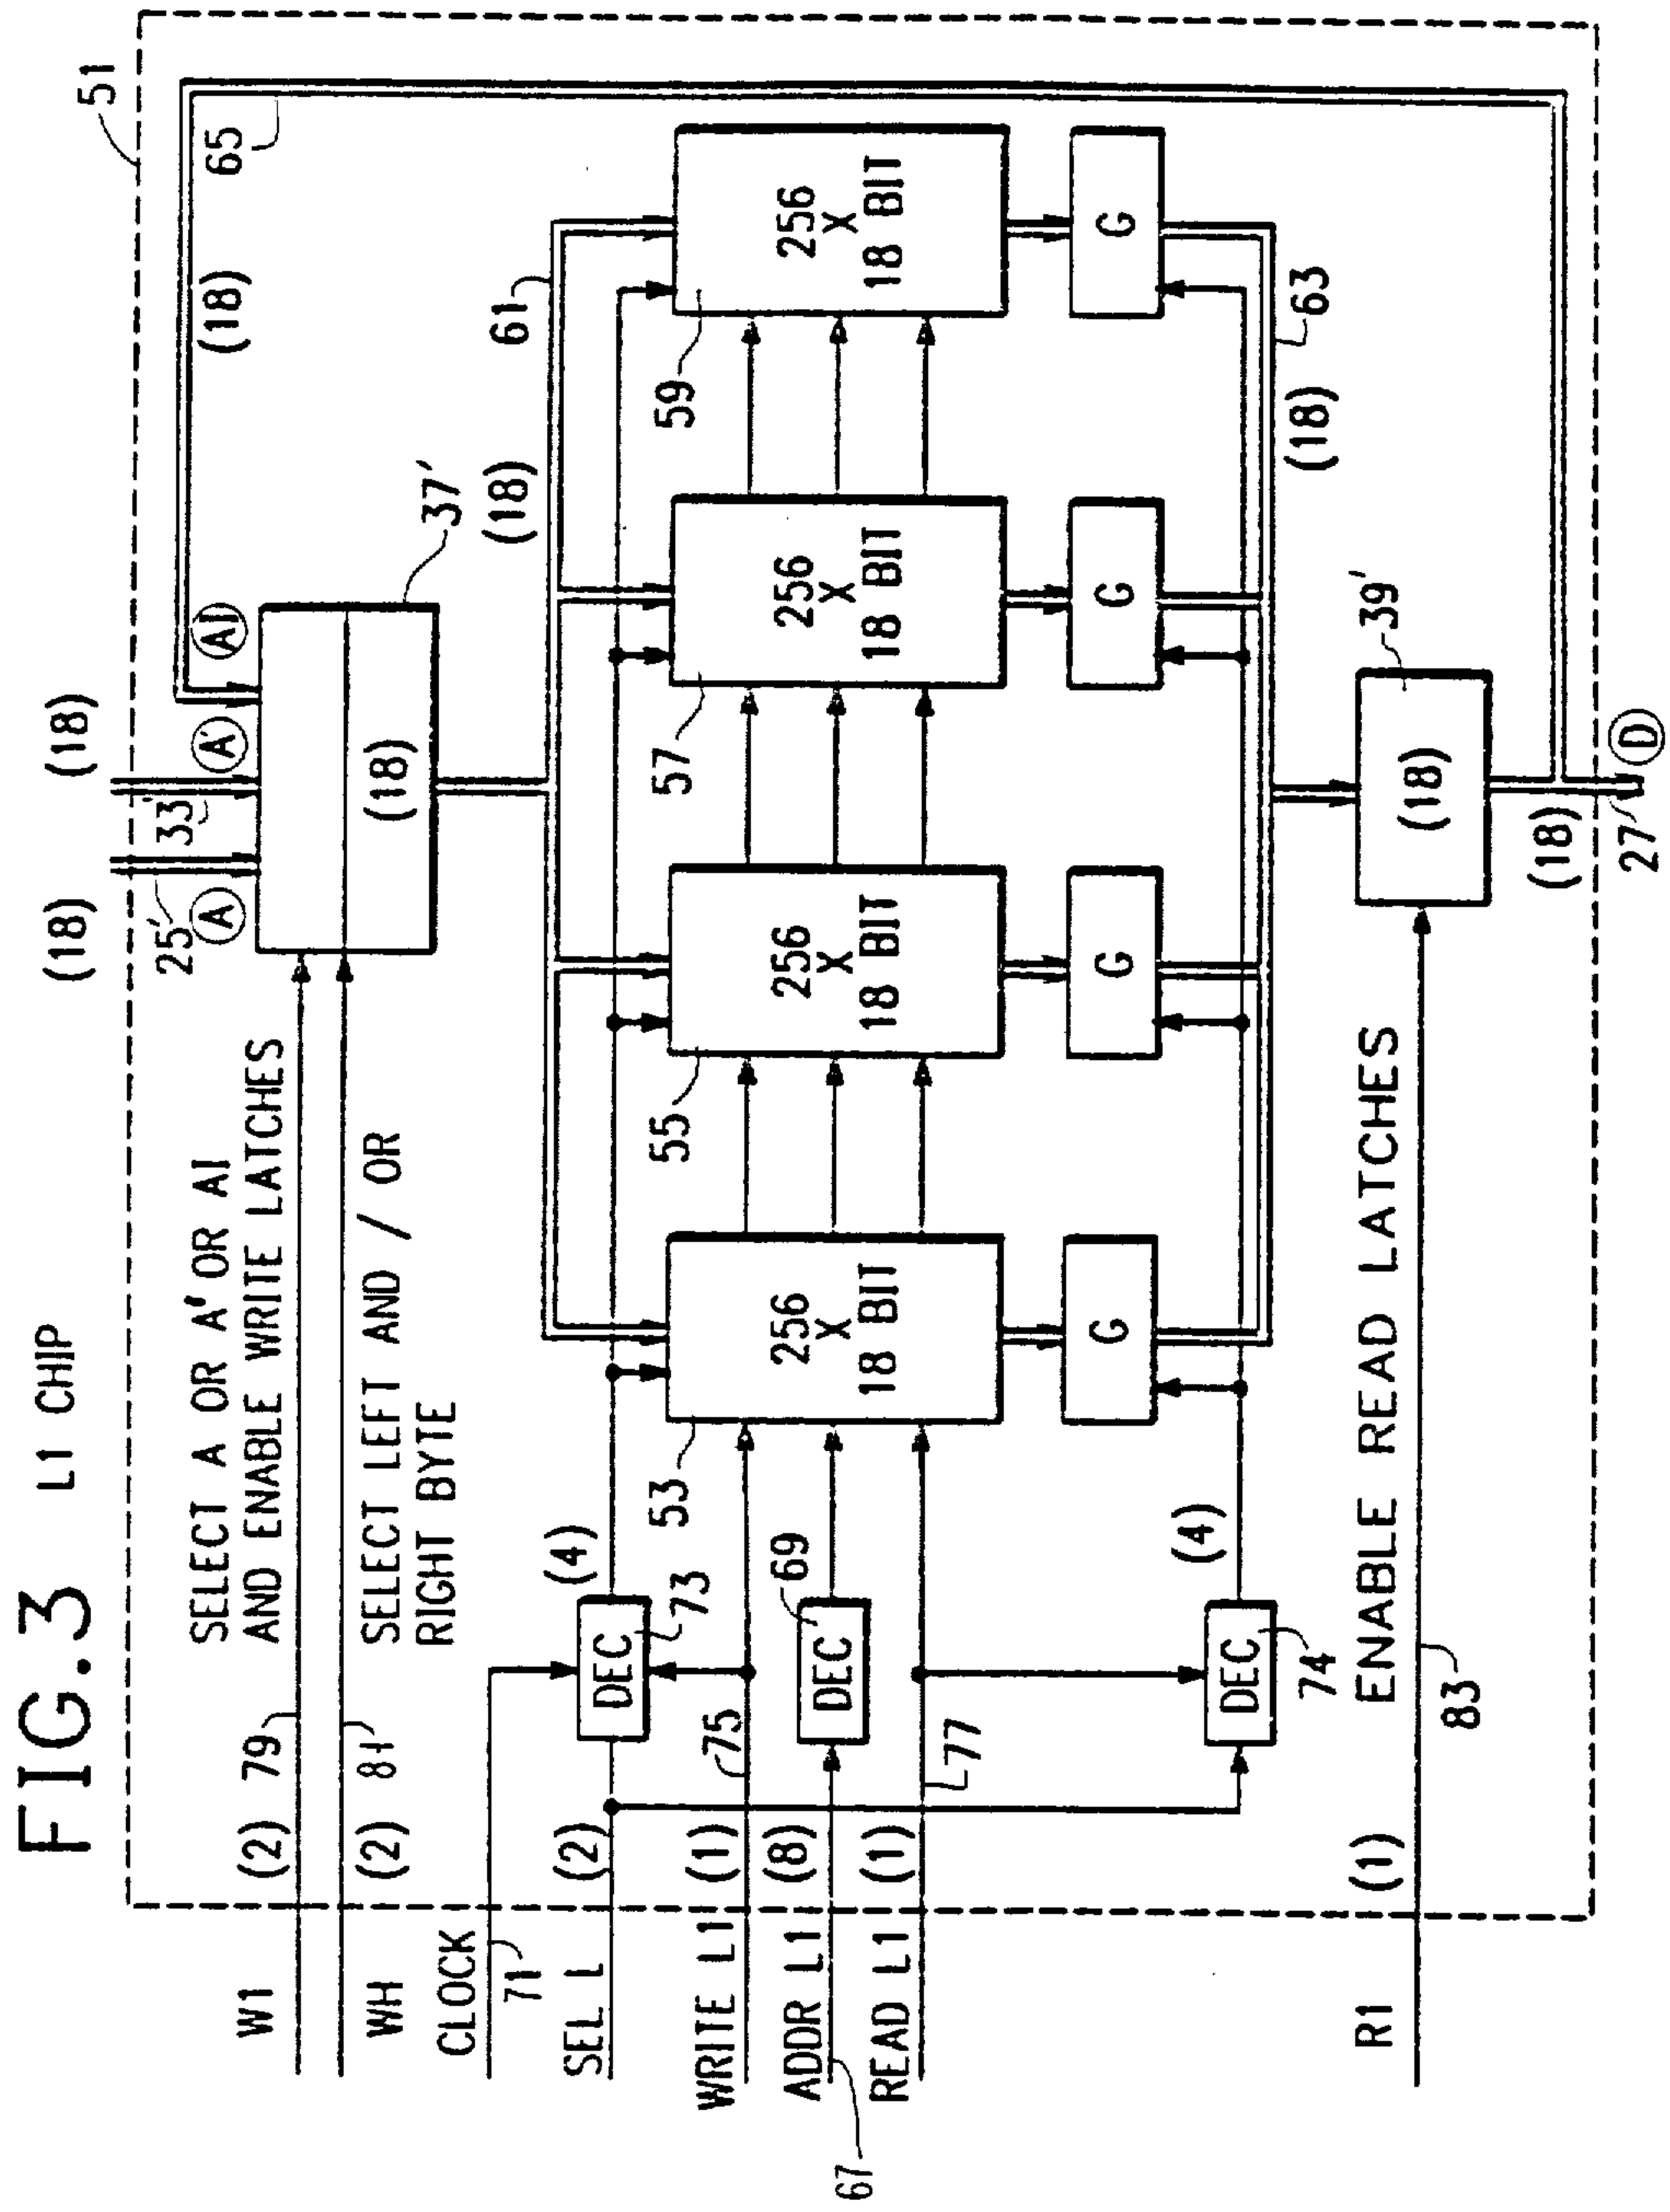 FIG.3 L1 CHIP
51
(18)
(18)
25'
33'
A
A'
AI
65
(18)
W1
(2) 79
SELECT A OR A' OR AI
AND ENABLE WRITE LATCHES
WH
(2) 81
SELECT LEFT AND / OR
RIGHT BYTE
(18)
37'
CLOCK
71
(18)
61
SEL L
(2)
DEC
73
(4)
WRITE L1
(1)
75
ADDR L1
67
(8)
DEC'
69
READ L1
(1)
77
53
256
X
18 BIT
55
256
X
18 BIT
57
256
X
18 BIT
59
256
X
18 BIT
G
G
G
G
DEC
74
(4)
(18)
63
R1
(1)
83
ENABLE READ LATCHES
(18)
39'
(18)
27'
D